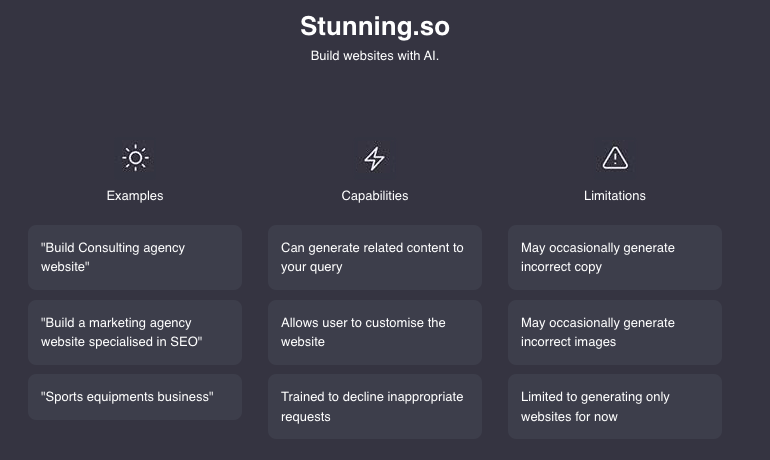 Stunning.so
Build websites with AI.
Examples
"Build Consulting agency
website"
"Build a marketing agency
website specialised in SEO"
"Sports equipments business"
Capabilities
Can generate related content to
your query
Allows user to customise the
website
Trained to decline inappropriate
requests
Limitations
May occasionally generate
incorrect copy
May occasionally generate
incorrect images
Limited to generating only
websites for now